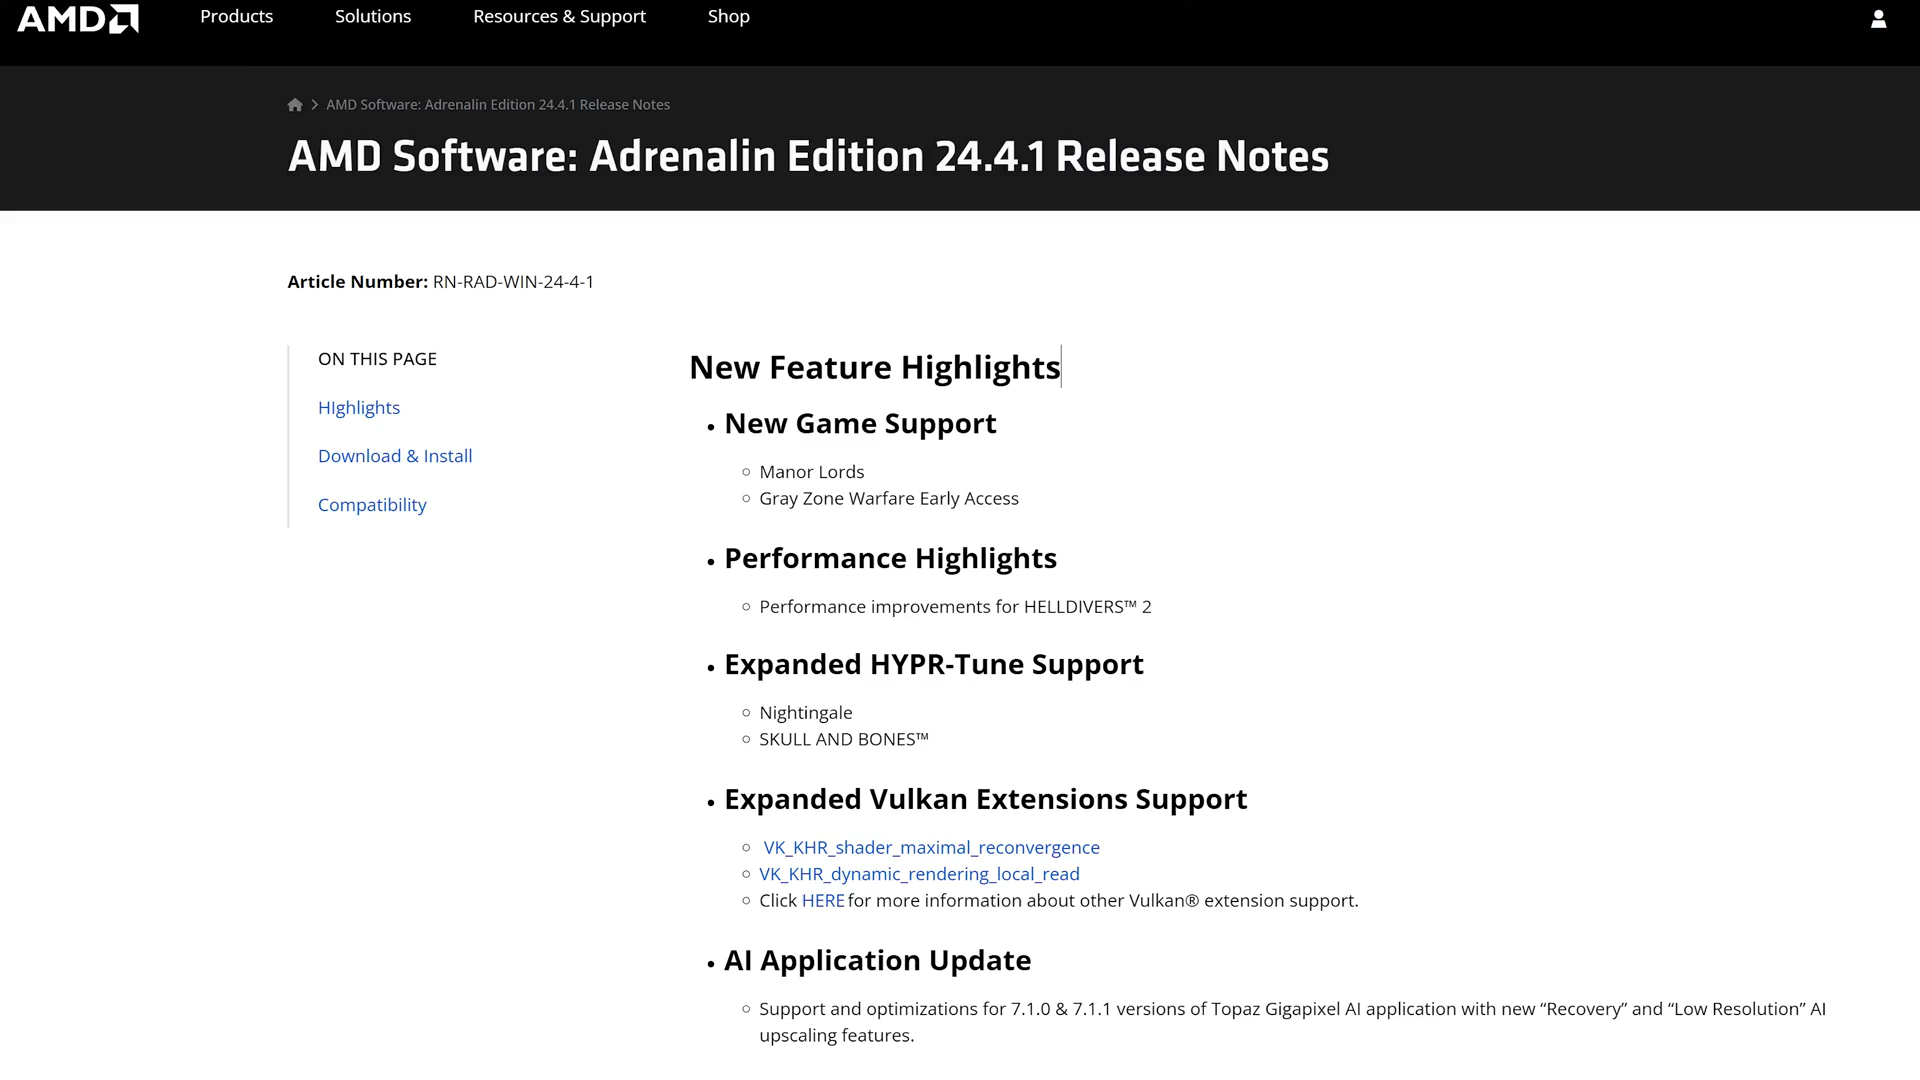 AMD
Products
Solutions
Resources & Support
Shop
AMD Software: Adrenalin Edition 24.4.1 Release Notes
AMD Software: Adrenalin Edition 24.4.1 Release Notes
Article Number: RN-RAD-WIN-24-4-1
ON THIS PAGE
HIghlights
Download & Install
Compatibility
New Feature Highlights
New Game Support
Manor Lords
Gray Zone Warfare Early Access
Performance Highlights
Performance improvements for HELLDIVERS™ 2
Expanded HYPR-Tune Support
Nightingale
SKULL AND BONES™
Expanded Vulkan Extensions Support
VK_KHR_shader_maximal_reconvergence
VK_KHR_dynamic_rendering_local_read
Click HERE for more information about other Vulkan® extension support.
AI Application Update
Support and optimizations for 7.1.0 & 7.1.1 versions of Topaz Gigapixel AI application with new “Recovery” and “Low Resolution” AI
upscaling features.